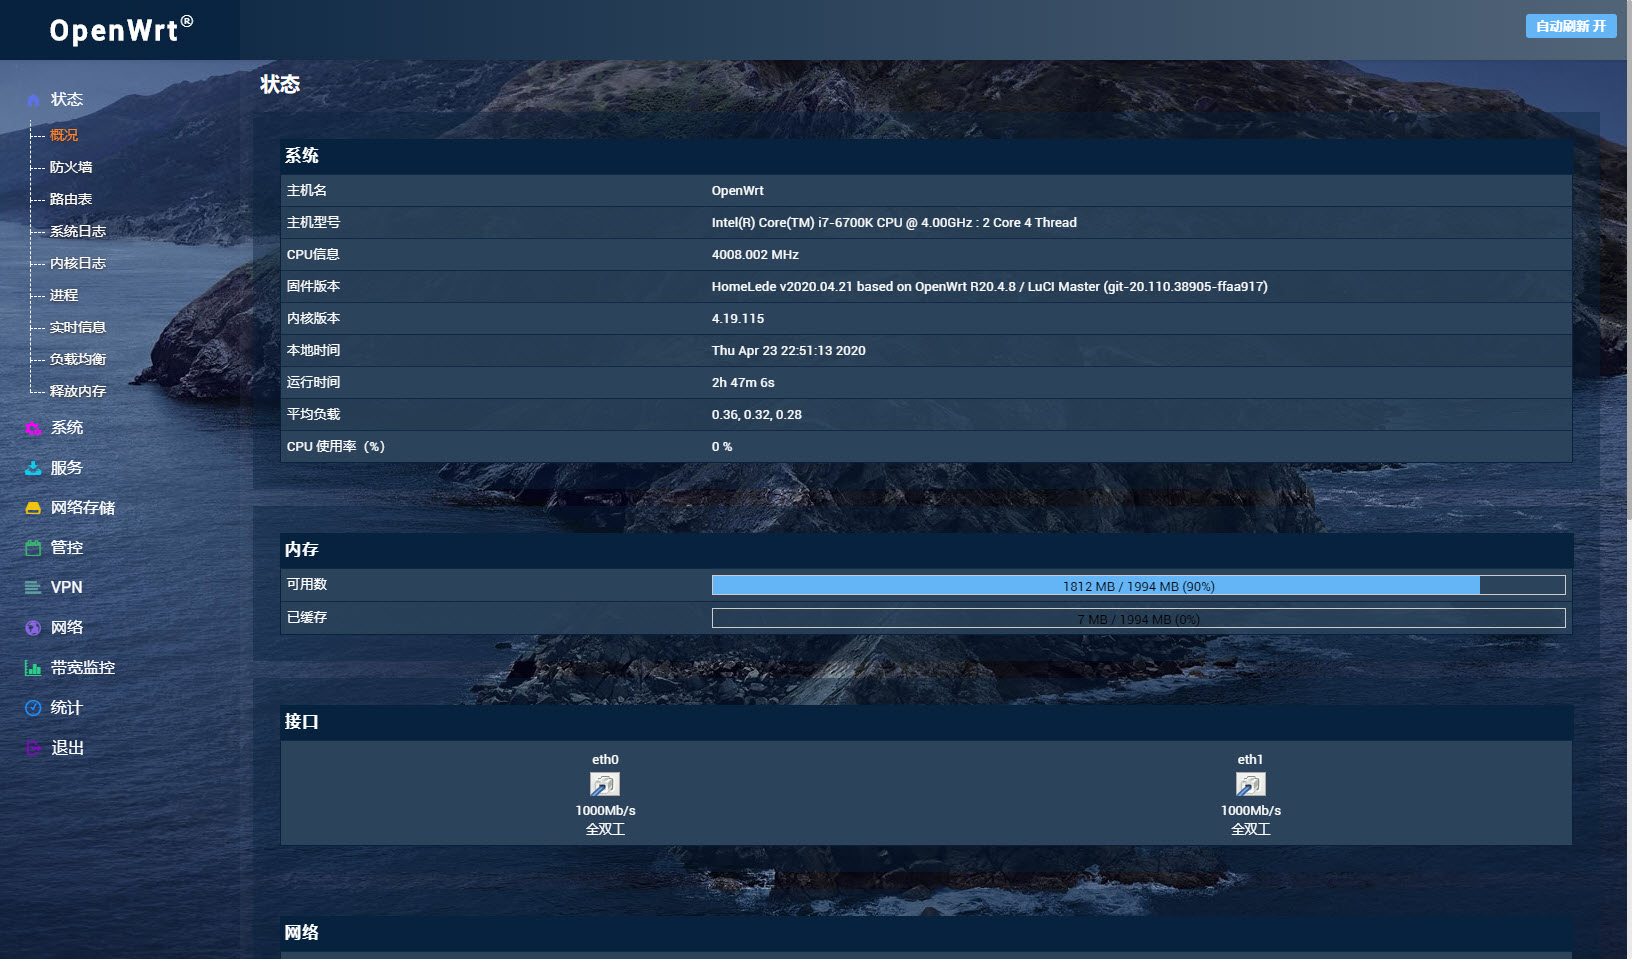 OpenWrt®
自动刷新 开
状态
概况
防火墙
路由表
系统日志
内核日志
进程
实时信息
负载均衡
释放内存
系统
服务
网络存储
管控
VPN
网络
带宽监控
统计
退出
状态
系统
主机名 OpenWrt
主机型号 Intel(R) Core(TM) i7-6700K CPU @ 4.00GHz : 2 Core 4 Thread
CPU信息 4008.002 MHz
固件版本 HomeLede v2020.04.21 based on OpenWrt R20.4.8 / LuCI Master (git-20.110.38905-ffaa917)
内核版本 4.19.115
本地时间 Thu Apr 23 22:51:13 2020
运行时间 2h 47m 6s
平均负载 0.36, 0.32, 0.28
CPU 使用率（%） 0 %
内存
可用数 1812 MB / 1994 MB (90%)
已缓存 7 MB / 1994 MB (0%)
接口
eth0 eth1
1000Mb/s 1000Mb/s
全双工 全双工
网络